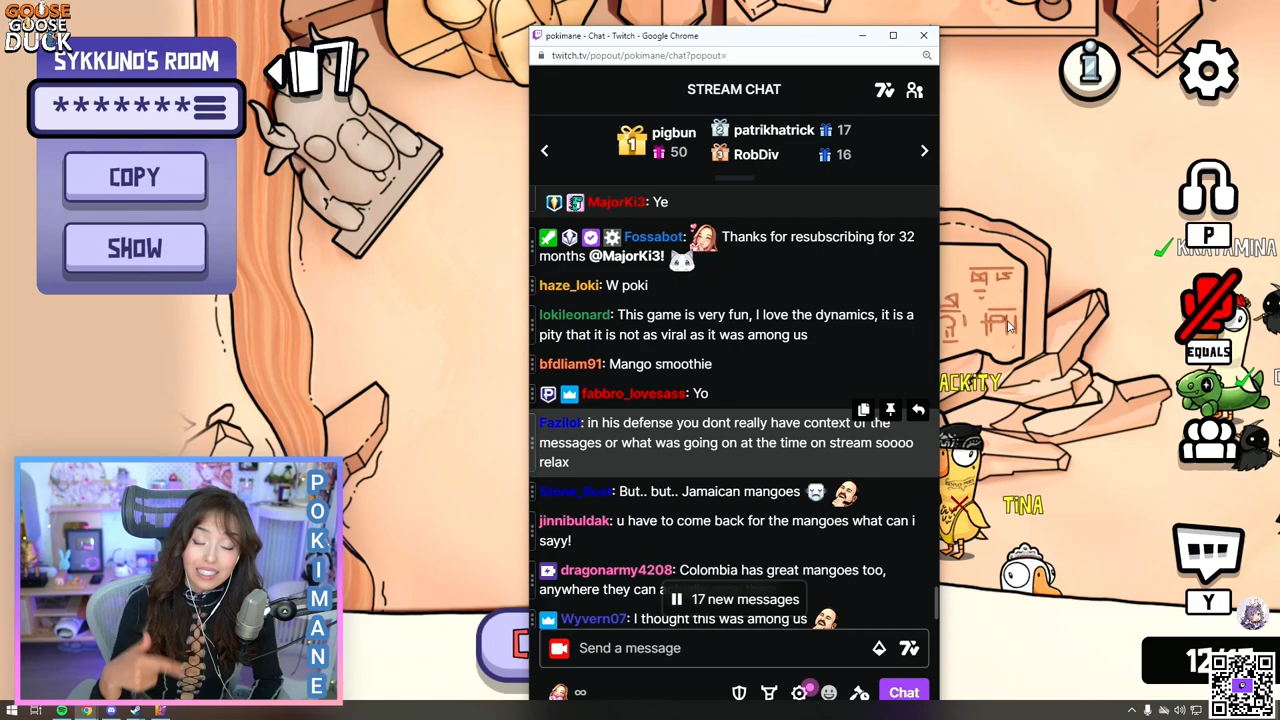 GOOSE
GOOSE
DUCK
SYKKUNO'S ROOM
*******
COPY
SHOW
pokimane - Chat - Twitch - Google Chrome
twitch.tv/popout/pokimane/chat?popout=
STREAM CHAT
1
pigbun
50
2
patrikhatrick
17
3
RobDiv
16
MajorKi3: Ye
Fossabot: Thanks for resubscribing for 32
months @MajorKi3!
haze_loki: W poki
lokileonard: This game is very fun, I love the dynamics, it is a
pity that it is not as viral as it was among us
bfdliam91: Mango smoothie
fabbro_lovesass: Yo
Fazilol: in his defense you dont really have context of the
messages or what was going on at the time on stream soooo
relax
But.. but.. Jamaican mangoes
jinnibuldak: u have to come back for the mangoes what can i
sayy!
dragonarmy4208: Colombia has great mangoes too,
anywhere they can
17 new messages
Wyvern07: I thought this was among us
Send a message
Chat
P
KRATAMINA
EQUALS
ACKITY
TINA
Y
POKIMANE